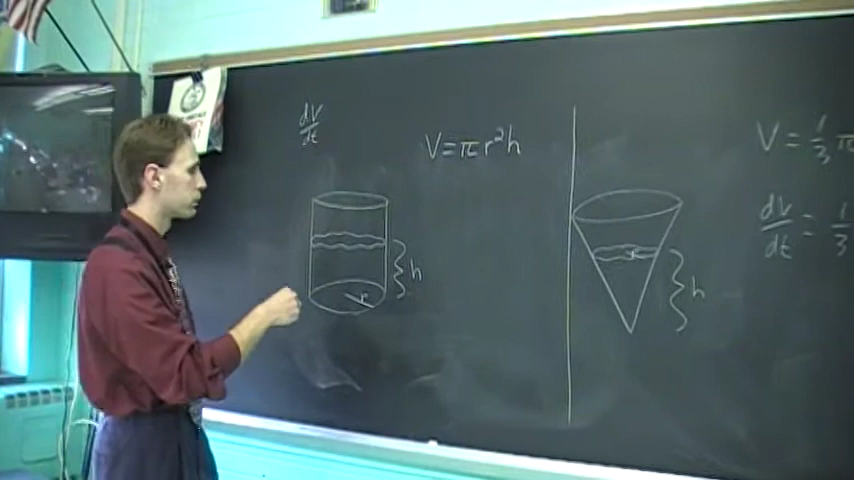 dV/dt
V = πr²h
h
r
V = 1/3 π
dV/dt = 1/3
r
h